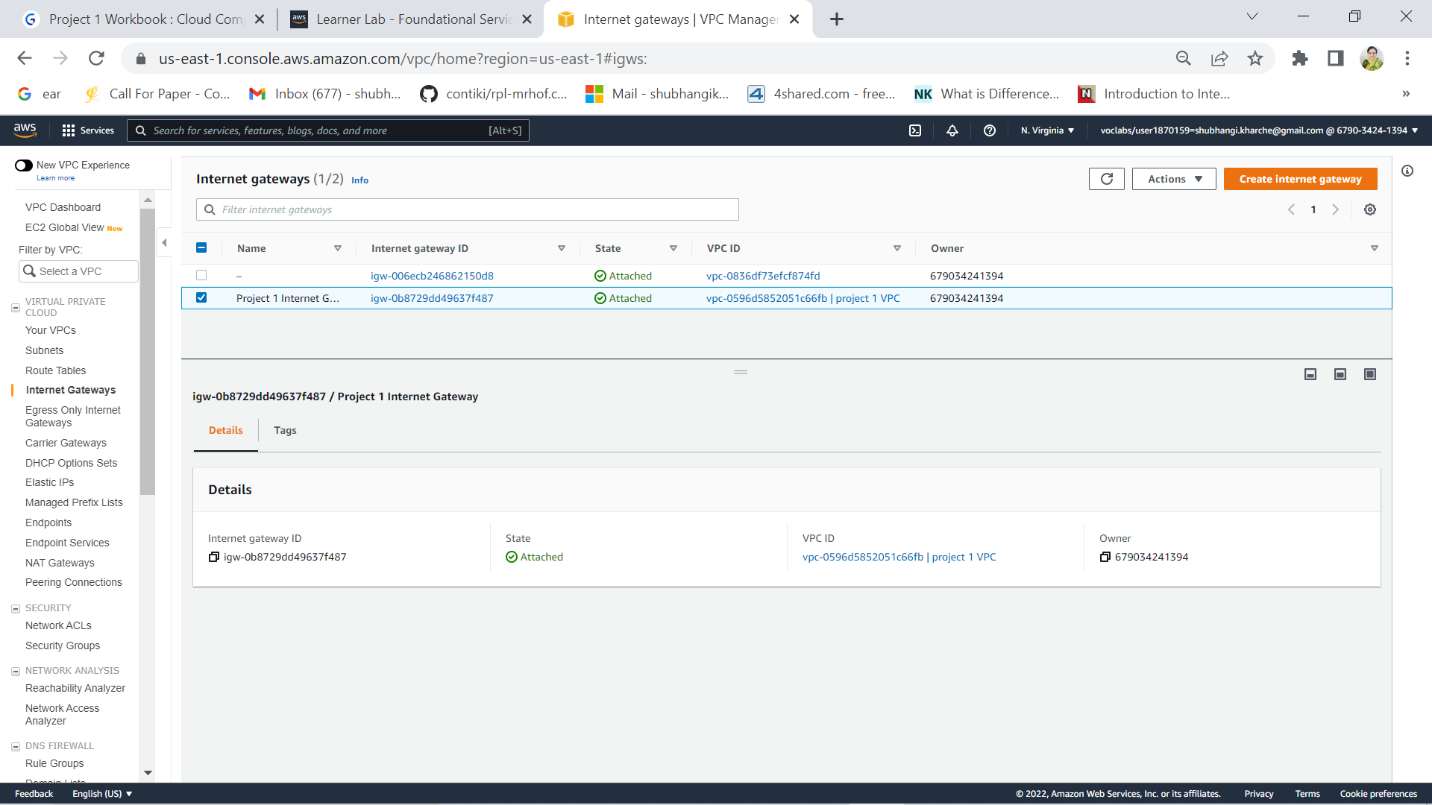 Project 1 Workbook : Cloud Com
Learner Lab - Foundational Servic
Internet gateways | VPC Manager
us-east-1.console.aws.amazon.com/vpc/home?region=us-east-1#igws:
ear
Call For Paper - Co...
Inbox (677) - shubh...
contiki/rpl-mrhof.c...
Mail - shubhangik...
4shared.com - free...
NK
What is Difference...
Introduction to Inte...
»
aws
Services
Search for services, features, blogs, docs, and more
[Alt+S]
N. Virginia
voclabs/user1870159=shubhangi.kharche@gmail.com @ 6790-3424-1394
New VPC Experience
Learn more
VPC Dashboard
EC2 Global View New
Filter by VPC:
Select a VPC
VIRTUAL PRIVATE
CLOUD
Your VPCs
Subnets
Route Tables
Internet Gateways
Egress Only Internet
Gateways
Carrier Gateways
DHCP Options Sets
Elastic IPs
Managed Prefix Lists
Endpoints
Endpoint Services
NAT Gateways
Peering Connections
SECURITY
Network ACLs
Security Groups
NETWORK ANALYSIS
Reachability Analyzer
Network Access
Analyzer
DNS FIREWALL
Rule Groups
Domain Lists
Internet gateways (1/2) Info
Actions
Create internet gateway
Filter internet gateways
1
Name Internet gateway ID State VPC ID Owner
– igw-006ecb246862150d8 Attached vpc-0836df73efcf874fd 679034241394
Project 1 Internet G... igw-0b8729dd49637f487 Attached vpc-0596d5852051c66fb | project 1 VPC 679034241394
igw-0b8729dd49637f487 / Project 1 Internet Gateway
Details Tags
Details
Internet gateway ID State VPC ID Owner
igw-0b8729dd49637f487 Attached vpc-0596d5852051c66fb | project 1 VPC 679034241394
Feedback English (US)
© 2022, Amazon Web Services, Inc. or its affiliates. Privacy Terms Cookie preferences